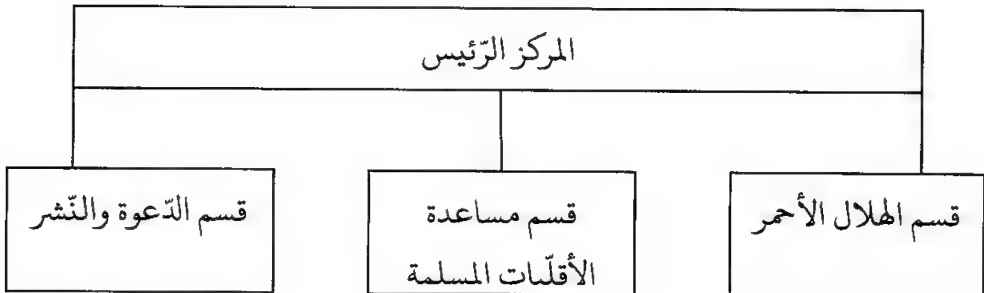 المركز الرّئيس
قسم الهلال الأحمر
قسم مساعدة
الأقلّيات المسلمة
قسم الدّعوة والنّشر